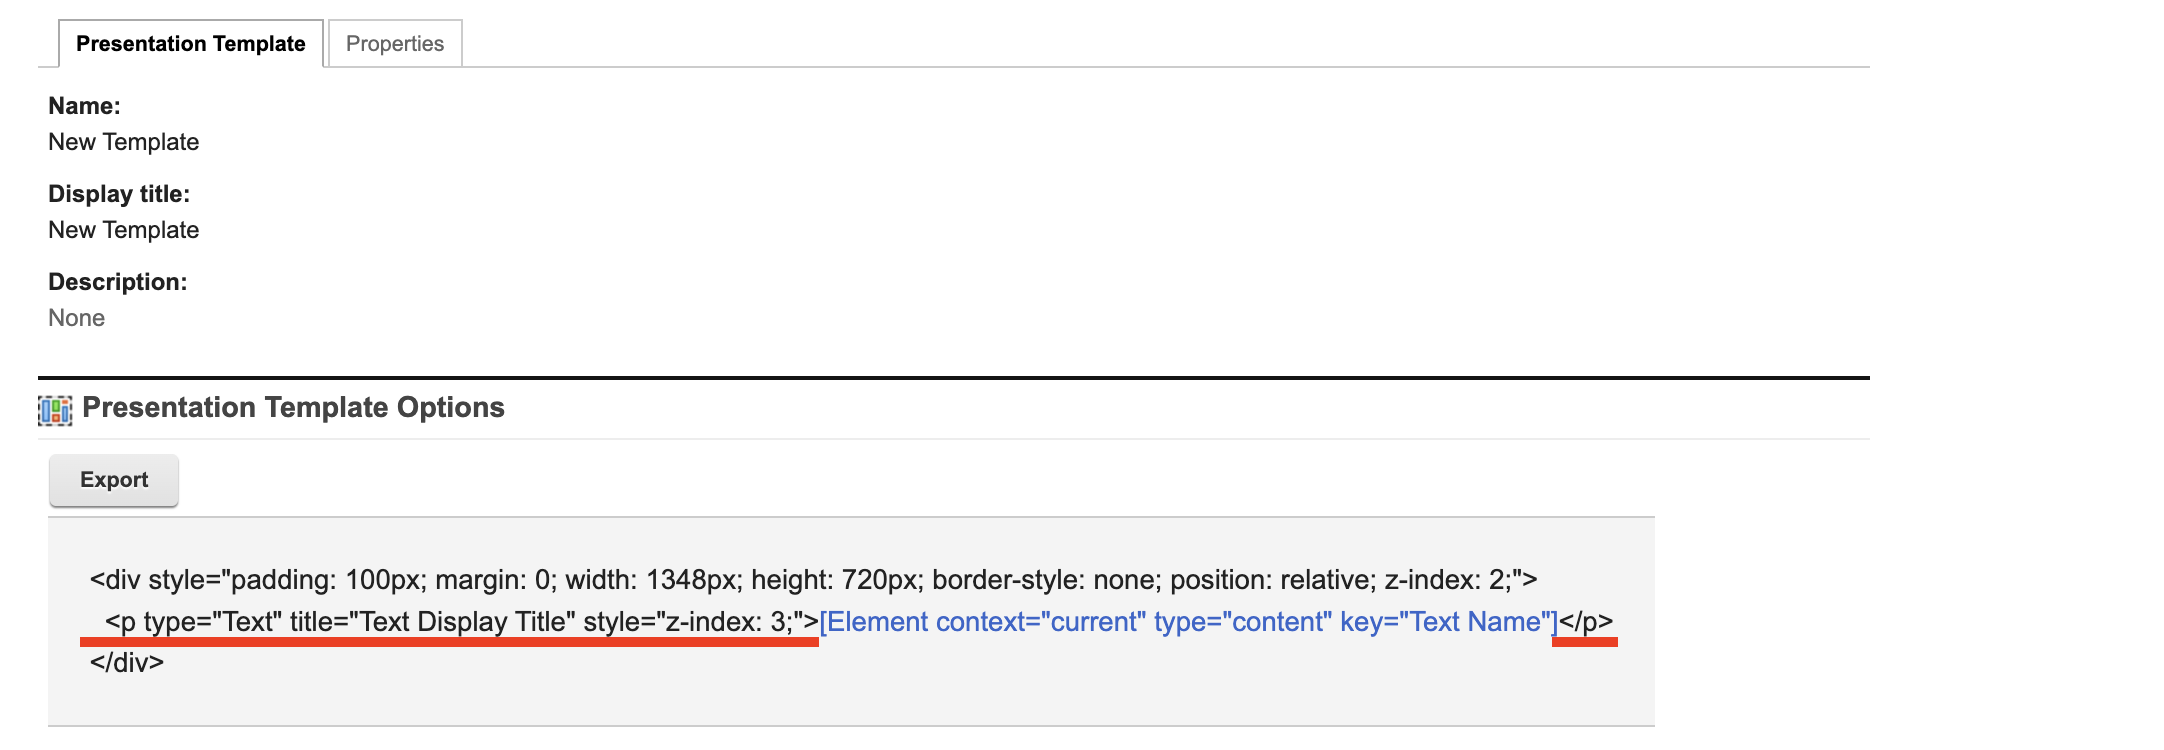 Presentation Template Properties
Name:
New Template
Display title:
New Template
Description:
None
Presentation Template Options
Export
<div style="padding: 100px; margin: 0; width: 1348px; height: 720px; border-style: none; position: relative; z-index: 2;">
<p type="Text" title="Text Display Title" style="z-index: 3;">[Element context="current" type="content" key="Text Name"]</p>
</div>